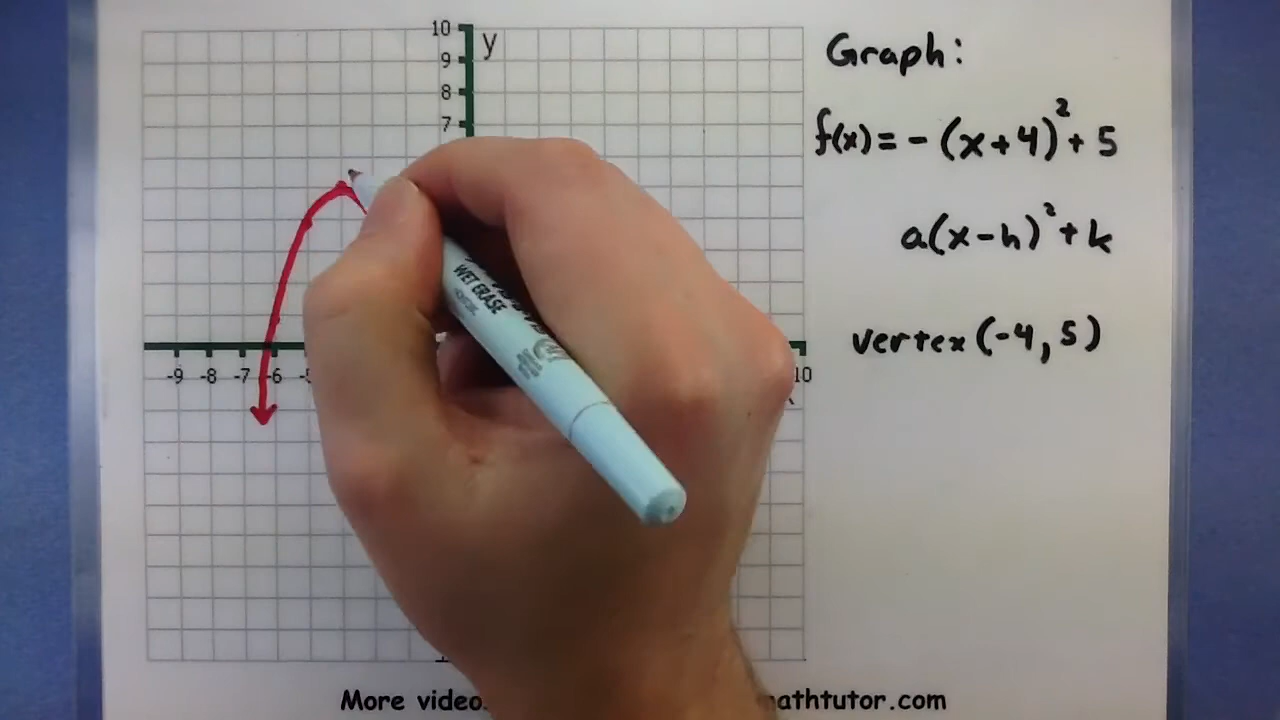 Graph:
f(x) = - (x+4)² + 5
a(x-h)² + k
vertex (-4, 5)
10
y
9
8
7
-9 -8 -7 -6
10
WET ERASE
More video
mathtutor.com